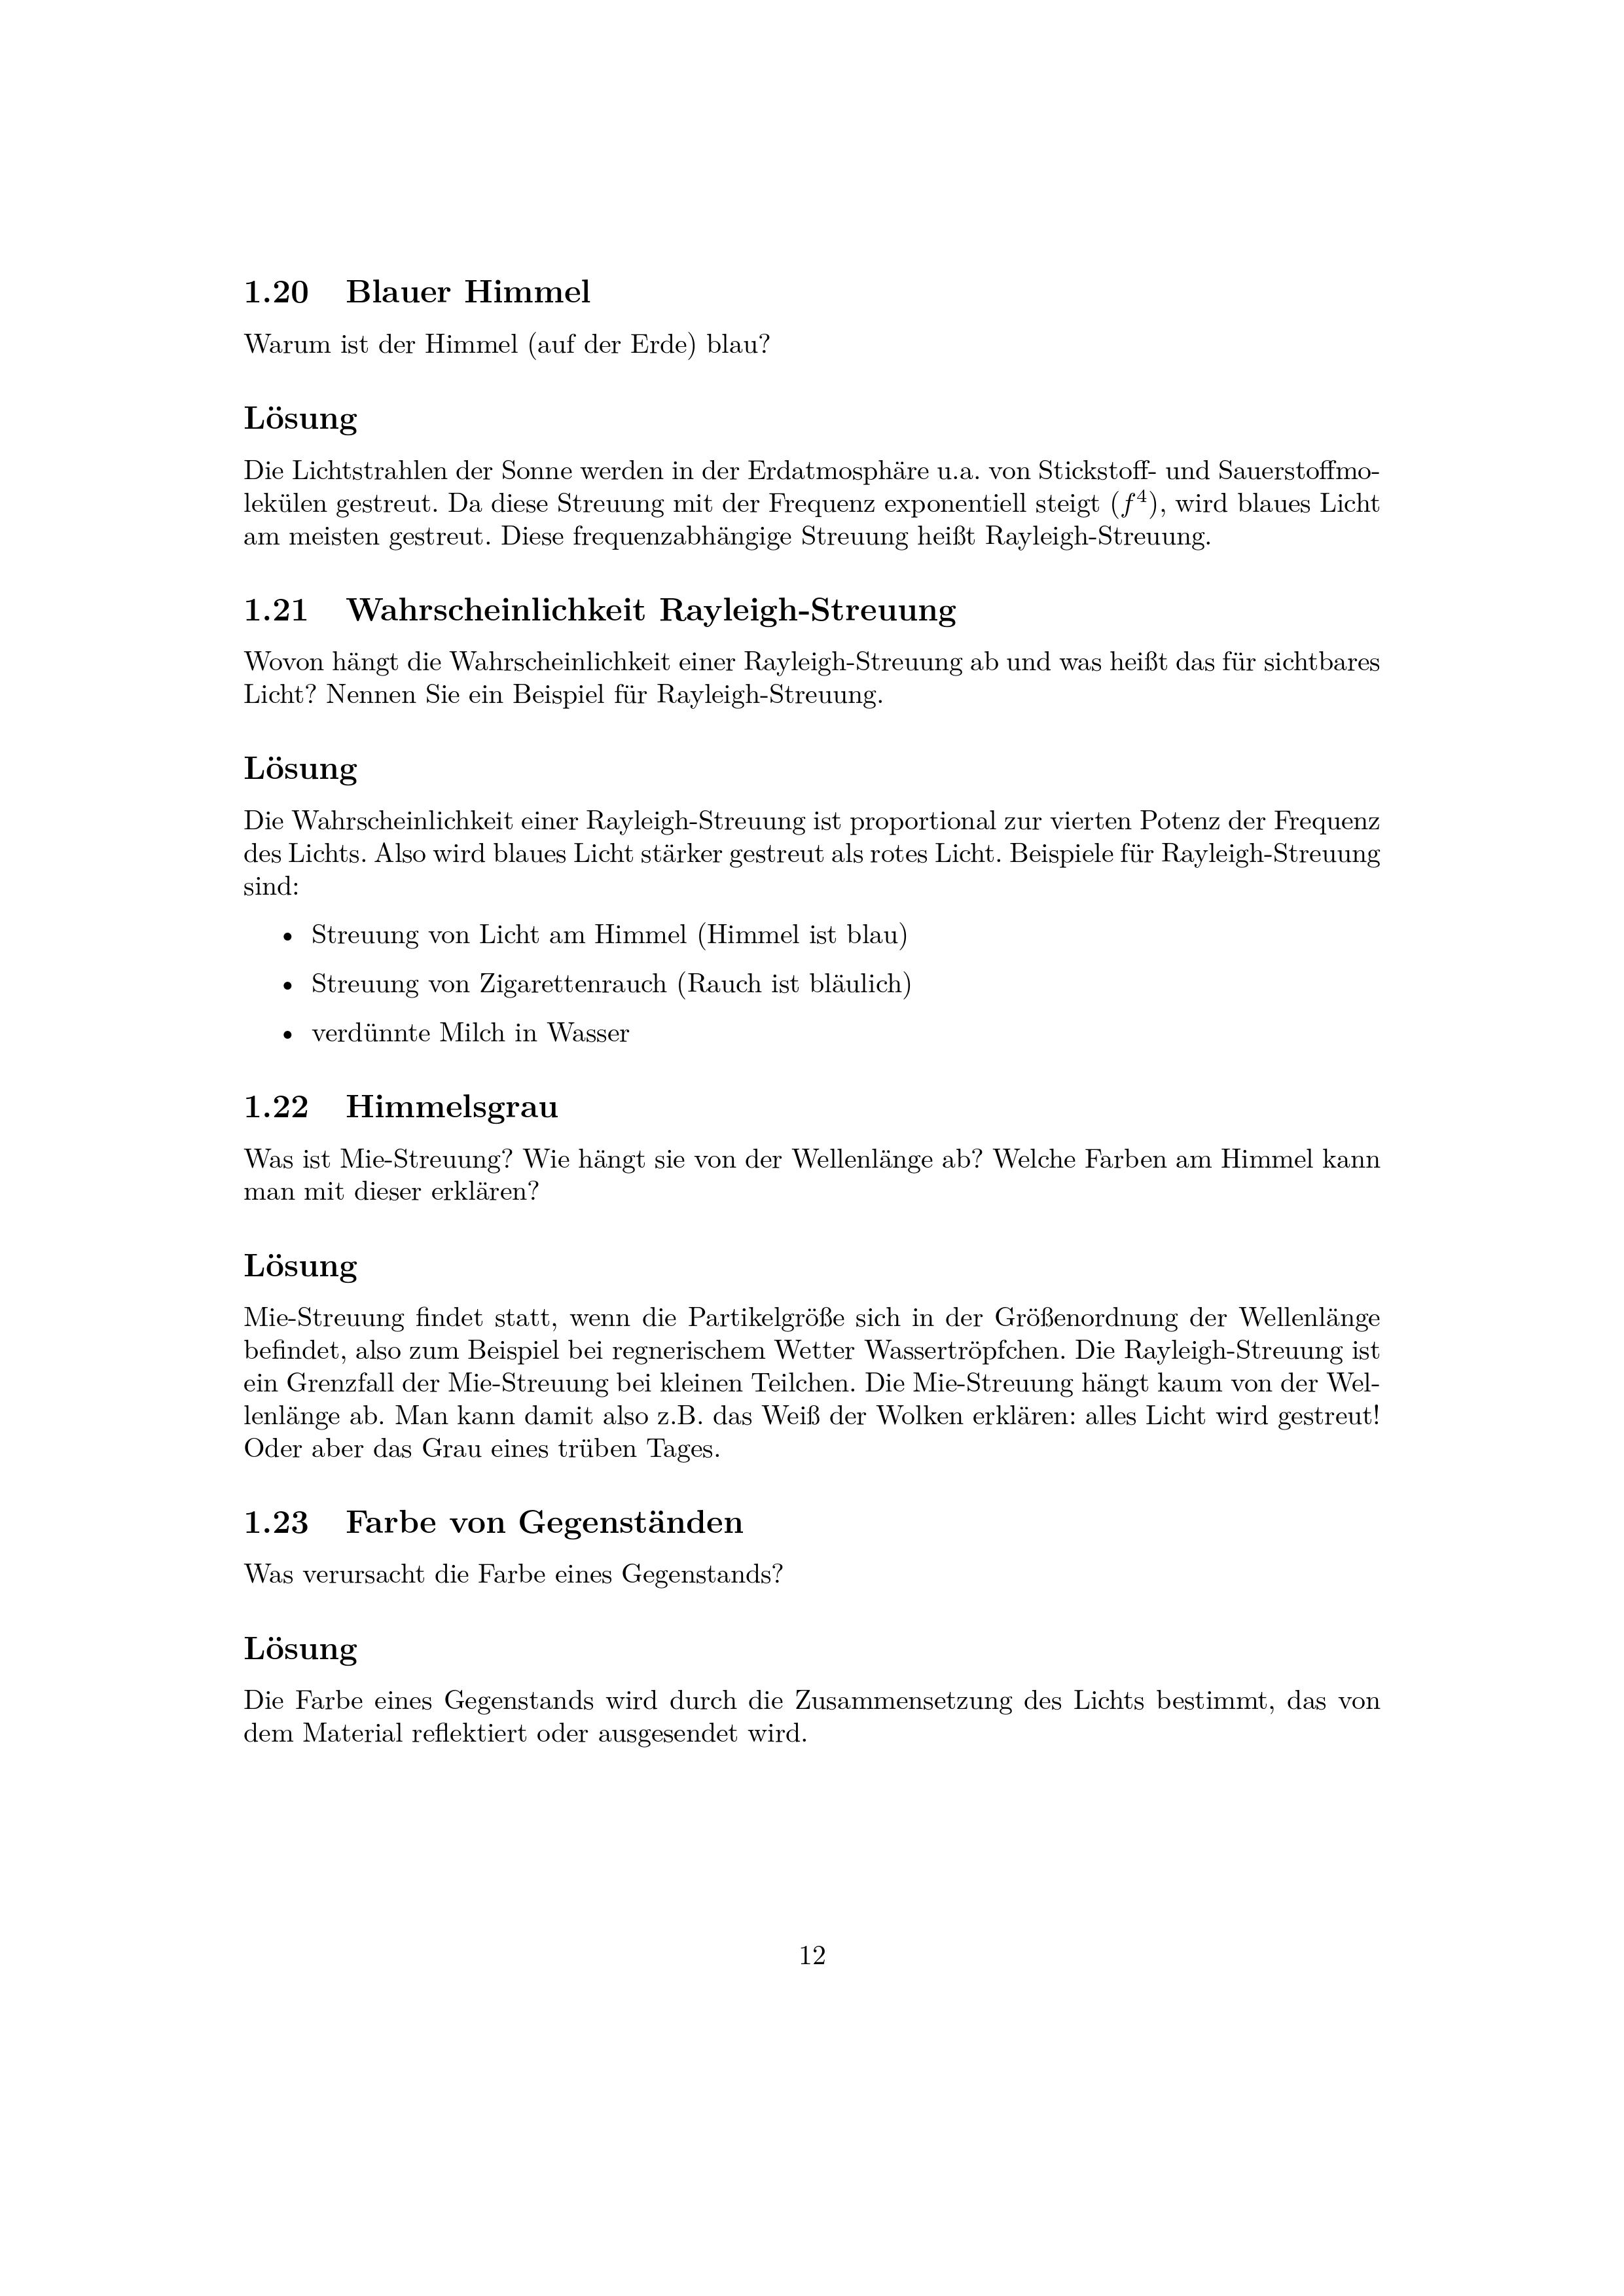 1.20 Blauer Himmel
Warum ist der Himmel (auf der Erde) blau?
Lösung
Die Lichtstrahlen der Sonne werden in der Erdatmosphäre u.a. von Stickstoff- und Sauerstoffmo-
lekülen gestreut. Da diese Streuung mit der Frequenz exponentiell steigt (f⁴), wird blaues Licht
am meisten gestreut. Diese frequenzabhängige Streuung heißt Rayleigh-Streuung.
1.21 Wahrscheinlichkeit Rayleigh-Streuung
Wovon hängt die Wahrscheinlichkeit einer Rayleigh-Streuung ab und was heißt das für sichtbares
Licht? Nennen Sie ein Beispiel für Rayleigh-Streuung.
Lösung
Die Wahrscheinlichkeit einer Rayleigh-Streuung ist proportional zur vierten Potenz der Frequenz
des Lichts. Also wird blaues Licht stärker gestreut als rotes Licht. Beispiele für Rayleigh-Streuung
sind:
• Streuung von Licht am Himmel (Himmel ist blau)
• Streuung von Zigarettenrauch (Rauch ist bläulich)
• verdünnte Milch in Wasser
1.22 Himmelsgrau
Was ist Mie-Streuung? Wie hängt sie von der Wellenlänge ab? Welche Farben am Himmel kann
man mit dieser erklären?
Lösung
Mie-Streuung findet statt, wenn die Partikelgröße sich in der Größenordnung der Wellenlänge
befindet, also zum Beispiel bei regnerischem Wetter Wassertröpfchen. Die Rayleigh-Streuung ist
ein Grenzfall der Mie-Streuung bei kleinen Teilchen. Die Mie-Streuung hängt kaum von der Wel-
lenlänge ab. Man kann damit also z.B. das Weiß der Wolken erklären: alles Licht wird gestreut!
Oder aber das Grau eines trüben Tages.
1.23 Farbe von Gegenständen
Was verursacht die Farbe eines Gegenstands?
Lösung
Die Farbe eines Gegenstands wird durch die Zusammensetzung des Lichts bestimmt, das von
dem Material reflektiert oder ausgesendet wird.
12